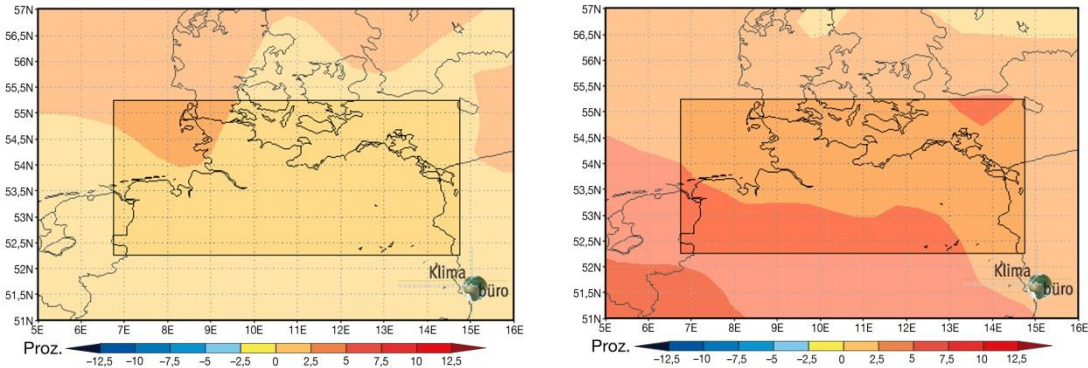 57N
56,5N
56N
55,5N
55N
54,5N
54N
53,5N
53N
52,5N
52N
51,5N
51N
5E 6E 7E 8E 9E 10E 11E 12E 13E 14E 15E 16E
Klima
büro
Proz.
−12,5 −10 −7,5 −5 −2,5 0 2,5 5 7,5 10 12,5
57N
56,5N
56N
55,5N
55N
54,5N
54N
53,5N
53N
52,5N
52N
51,5N
51N
5E 6E 7E 8E 9E 10E 11E 12E 13E 14E 15E 16E
Klima
büro
Proz.
−12,5 −10 −7,5 −5 −2,5 0 2,5 5 7,5 10 12,5